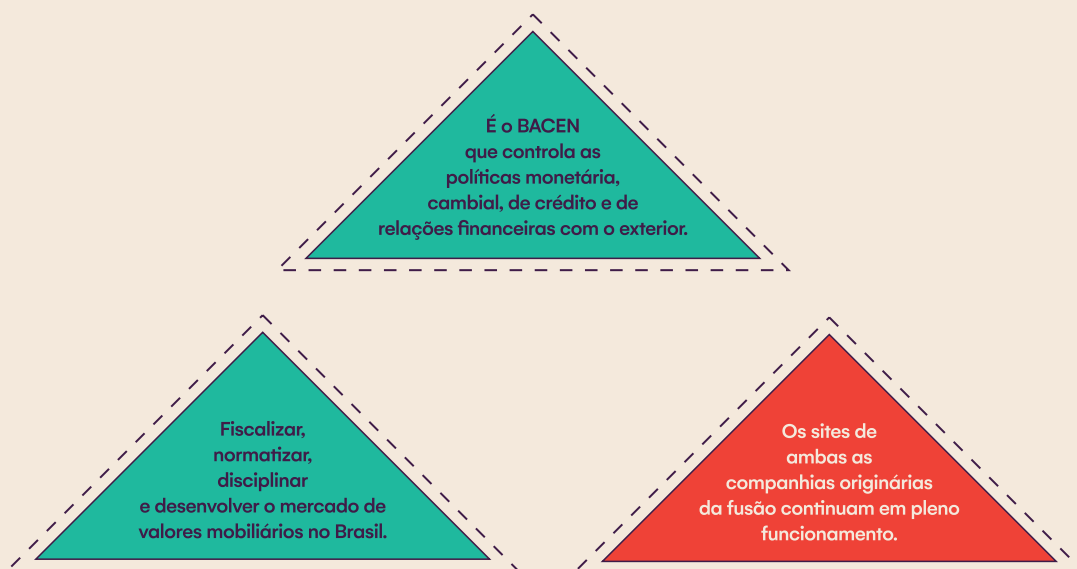 É o BACEN
que controla as
políticas monetária,
cambial, de crédito e de
relações financeiras com o exterior.
Fiscalizar,
normatizar,
disciplinar
e desenvolver o mercado de
valores mobiliários no Brasil.
Os sites de
ambas as
companhias originárias
da fusão continuam em pleno
funcionamento.